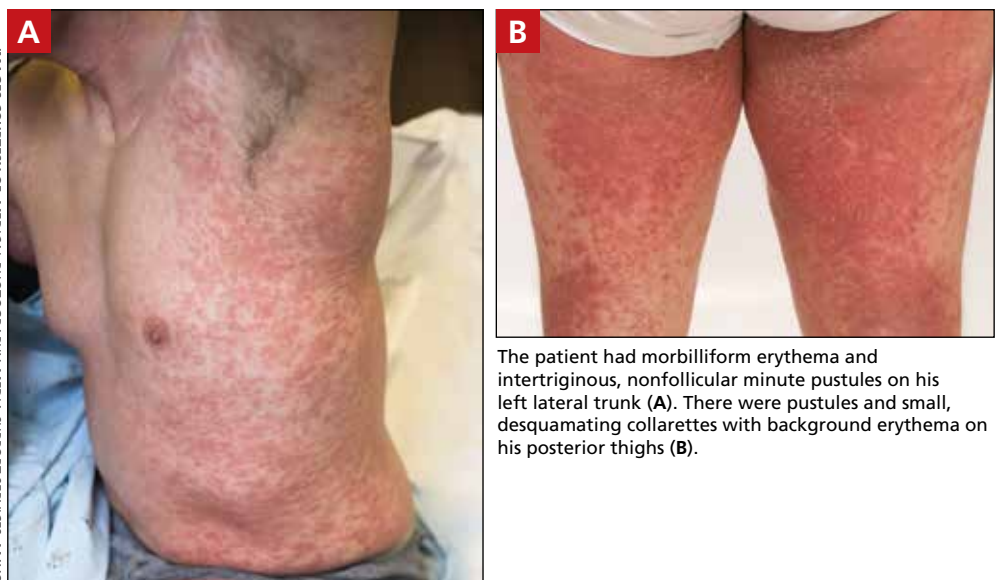 A
B
The patient had morbilliform erythema and
intertriginous, nonfollicular minute pustules on his
left lateral trunk (A). There were pustules and small,
desquamating collarettes with background erythema on
his posterior thighs (B).